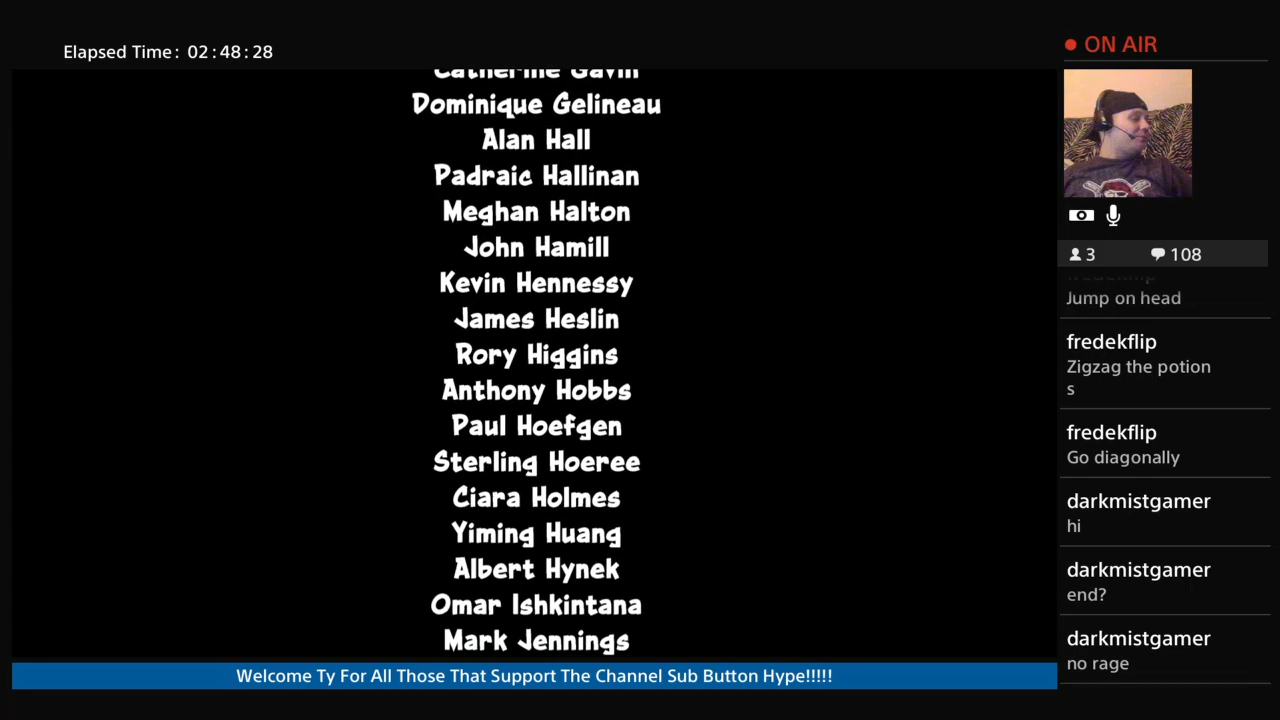 Elapsed Time: 02:48:28
ON AIR
Catherine Gavin
Dominique Gelineau
Alan Hall
Padraic Hallinan
Meghan Halton
John Hamill
Kevin Hennessy
James Heslin
Rory Higgins
Anthony Hobbs
Paul Hoefgen
Sterling Hoeree
Ciara Holmes
Yiming Huang
Albert Hynek
Omar Ishkintana
Mark Jennings
3
108
fredekflip
Jump on head
fredekflip
Zigzag the potion
s
fredekflip
Go diagonally
darkmistgamer
hi
darkmistgamer
end?
darkmistgamer
no rage
Welcome Ty For All Those That Support The Channel Sub Button Hype!!!!!